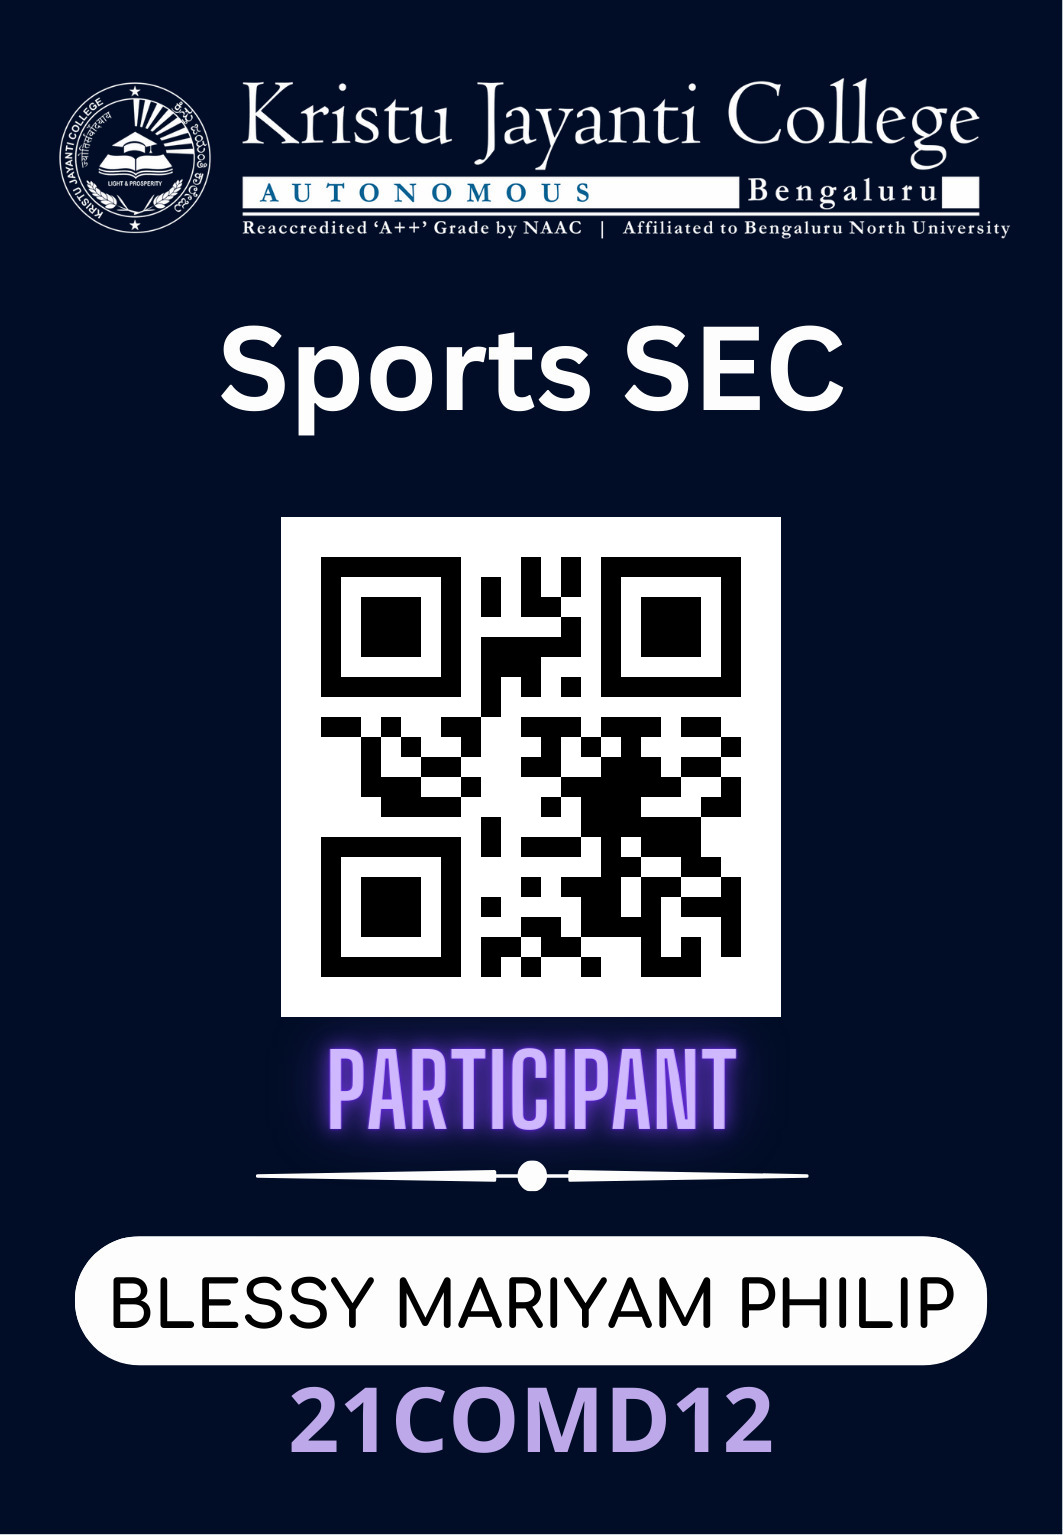 KRISTU JAYANTI COLLEGE
LIGHT & PROSPERITY
Kristu Jayanti College
AUTONOMOUS Bengaluru
Reaccredited ‘A++’ Grade by NAAC | Affiliated to Bengaluru North University
Sports SEC
PARTICIPANT
BLESSY MARIYAM PHILIP
21COMD12